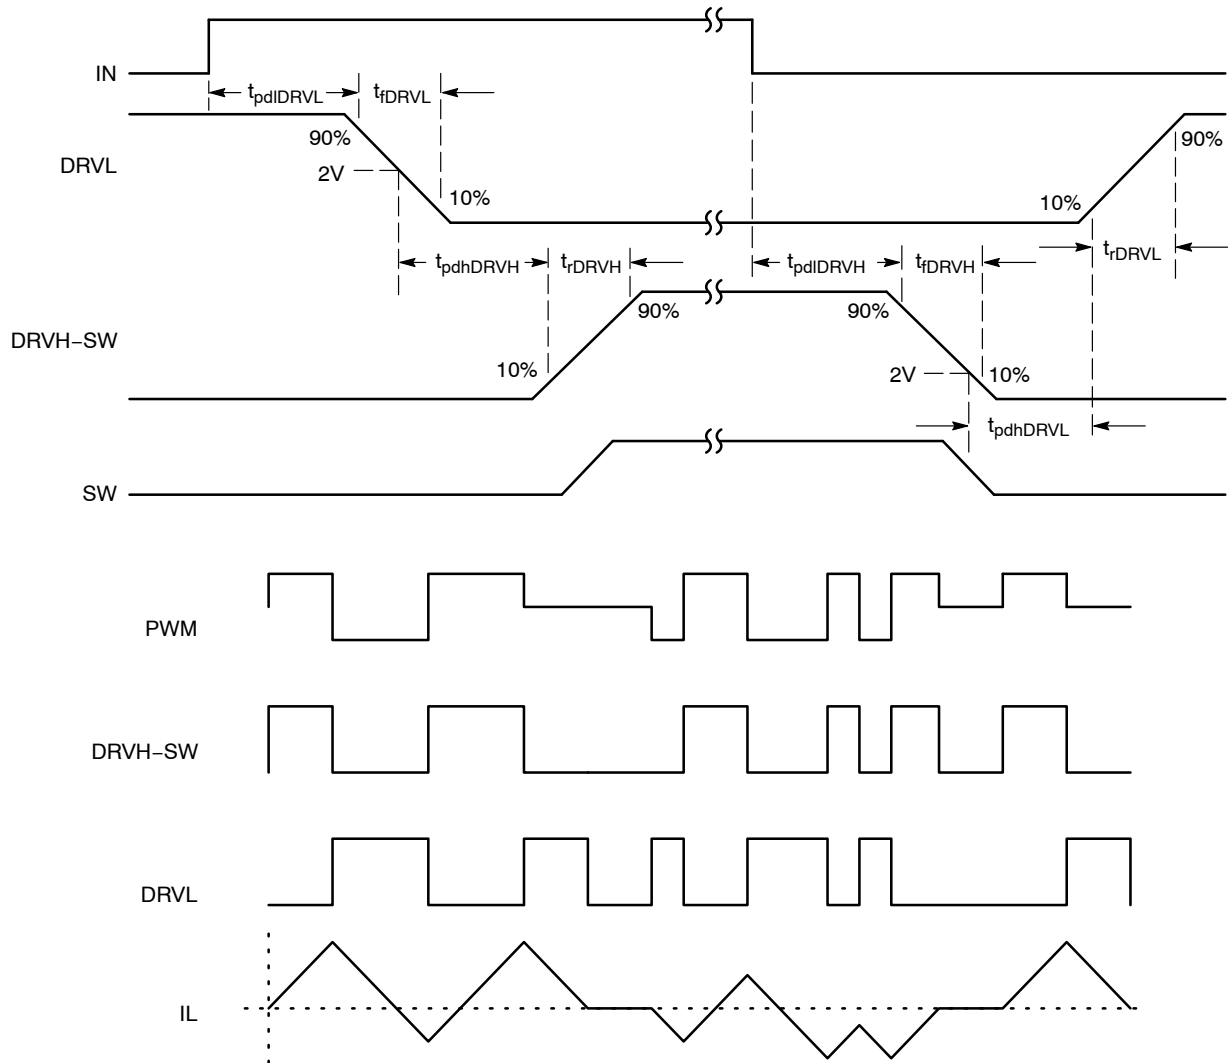 IN
tpdlDRVL
tfDRVL
90%
90%
DRVL
2V
10%
10%
tpdhDRVH
trDRVH
tpdlDRVH
tfDRVH
trDRVL
90%
90%
DRVH−SW
10%
2V
10%
tpdhDRVL
SW
PWM
DRVH−SW
DRVL
IL